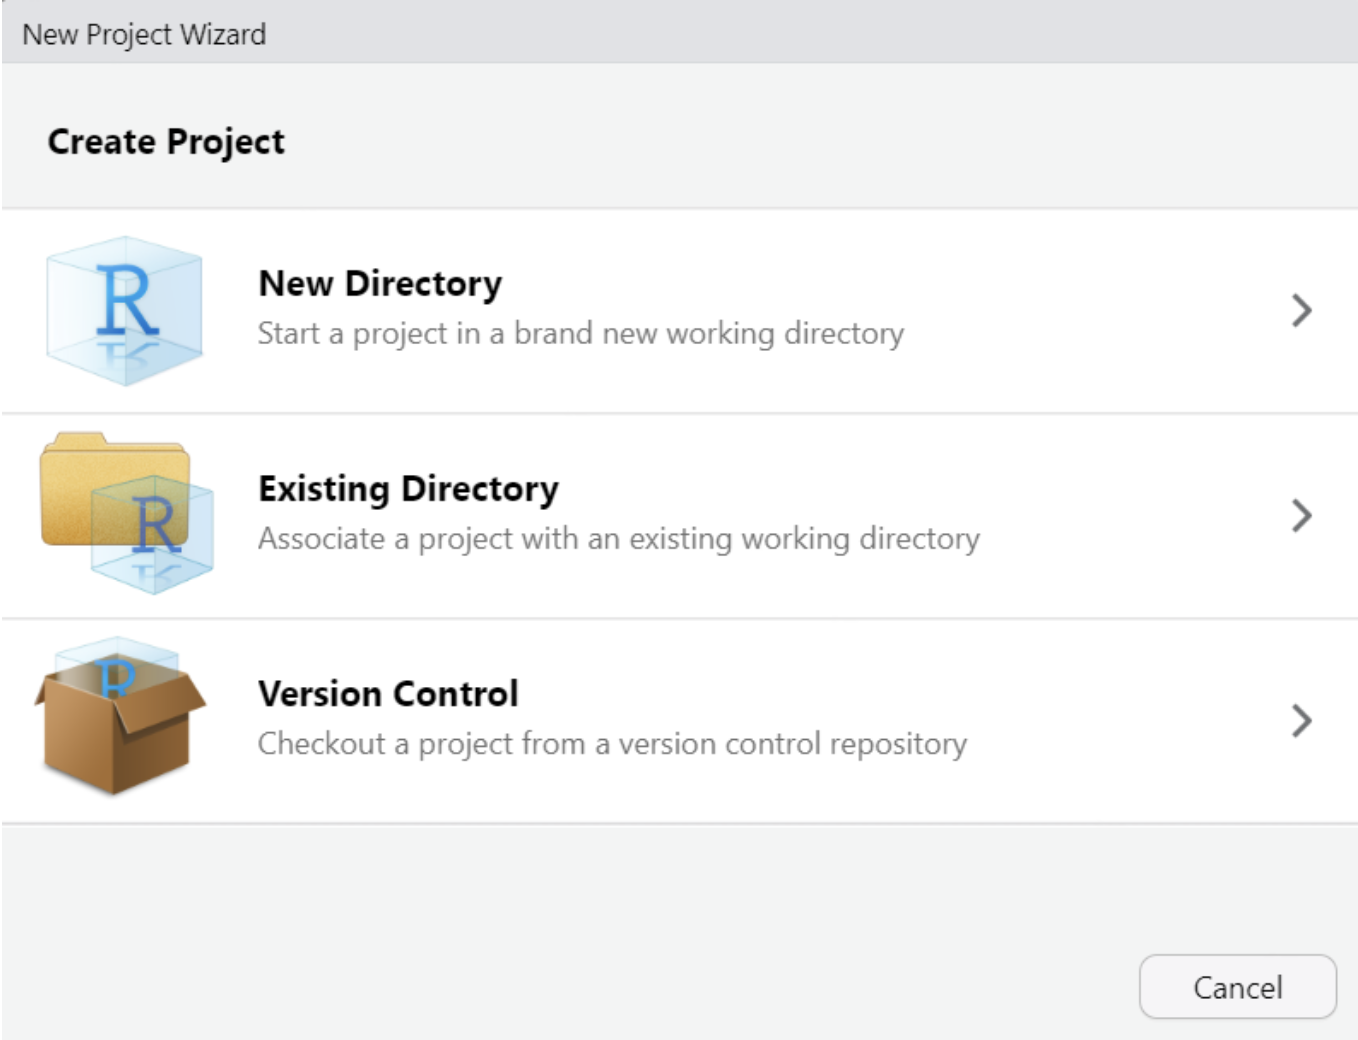 New Project Wizard
Create Project
R
New Directory
Start a project in a brand new working directory
R
Existing Directory
Associate a project with an existing working directory
R
Version Control
Checkout a project from a version control repository
Cancel